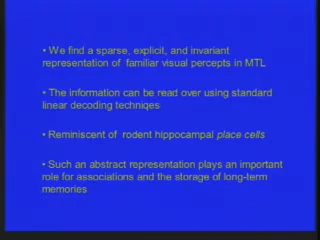 • We find a sparse, explicit, and invariant
representation of familiar visual percepts in MTL
• The information can be read over using standard
linear decoding techniqes
• Reminiscent of rodent hippocampal place cells
• Such an abstract representation plays an important
role for associations and the storage of long-term
memories